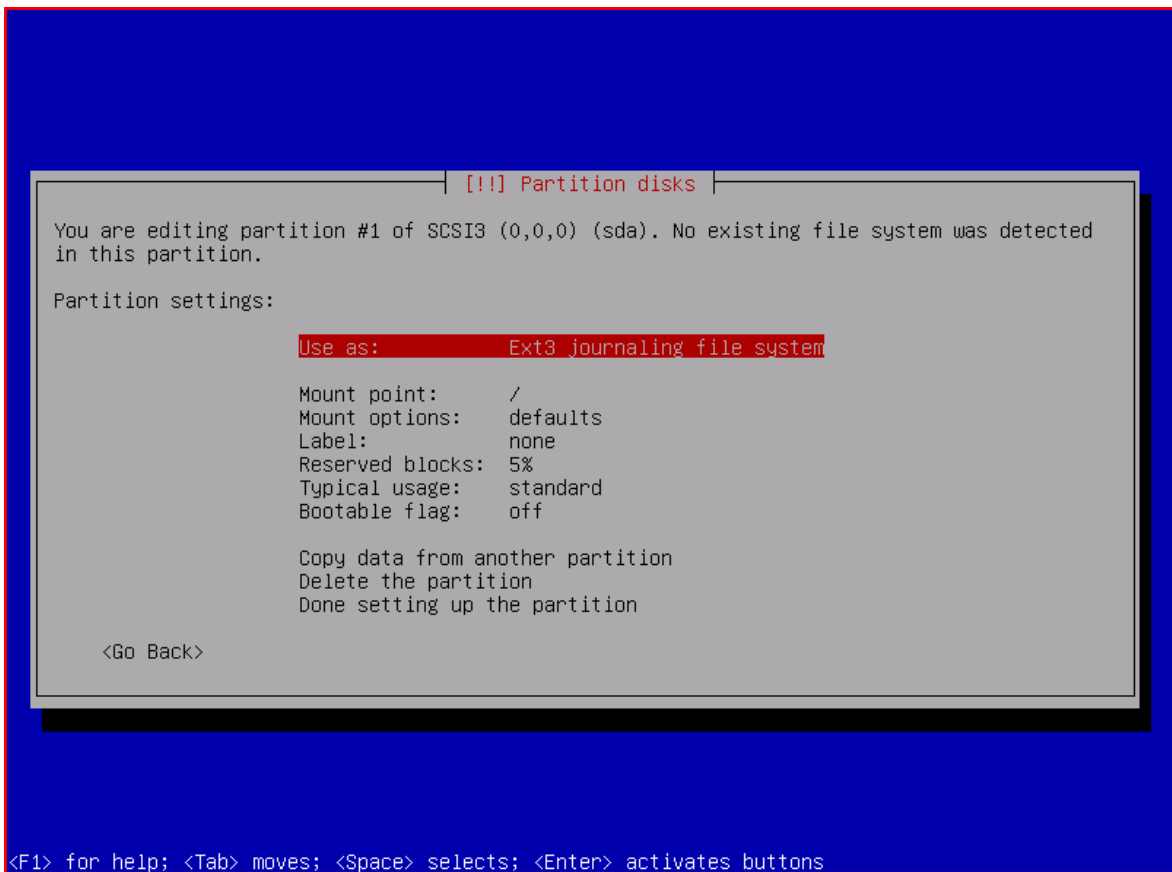 [!!] Partition disks
You are editing partition #1 of SCSI3 (0,0,0) (sda). No existing file system was detected
in this partition.
Partition settings:
Use as: Ext3 journaling file system
Mount point: /
Mount options: defaults
Label: none
Reserved blocks: 5%
Typical usage: standard
Bootable flag: off
Copy data from another partition
Delete the partition
Done setting up the partition
<Go Back>
<F1> for help; <Tab> moves; <Space> selects; <Enter> activates buttons